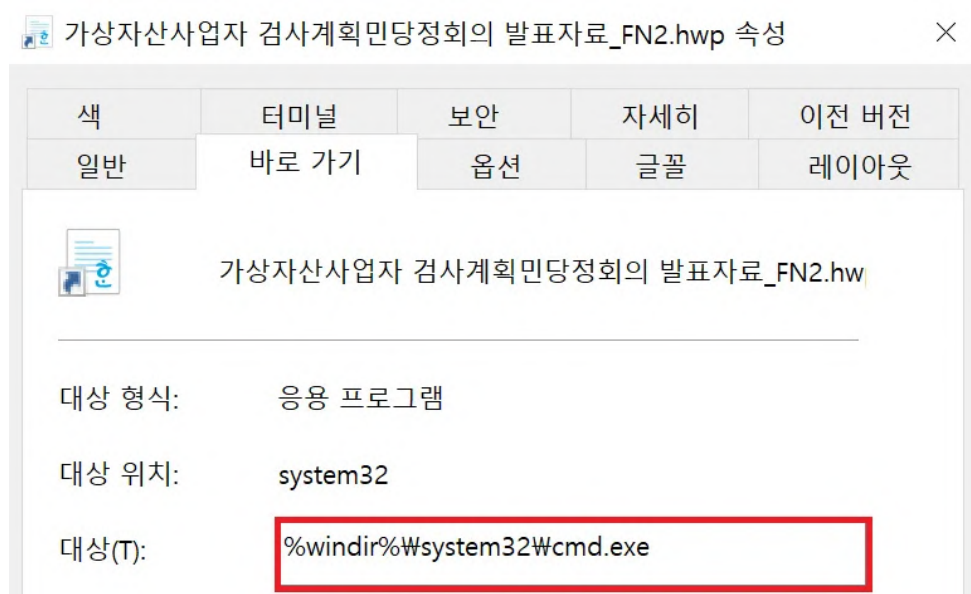 가상자산사업자 검사계획민당정회의 발표자료_FN2.hwp 속성
색 터미널 보안 자세히 이전 버전
일반 바로 가기 옵션 글꼴 레이아웃
가상자산사업자 검사계획민당정회의 발표자료_FN2.hw
대상 형식: 응용 프로그램
대상 위치: system32
대상(T): %windir%₩system32₩cmd.exe